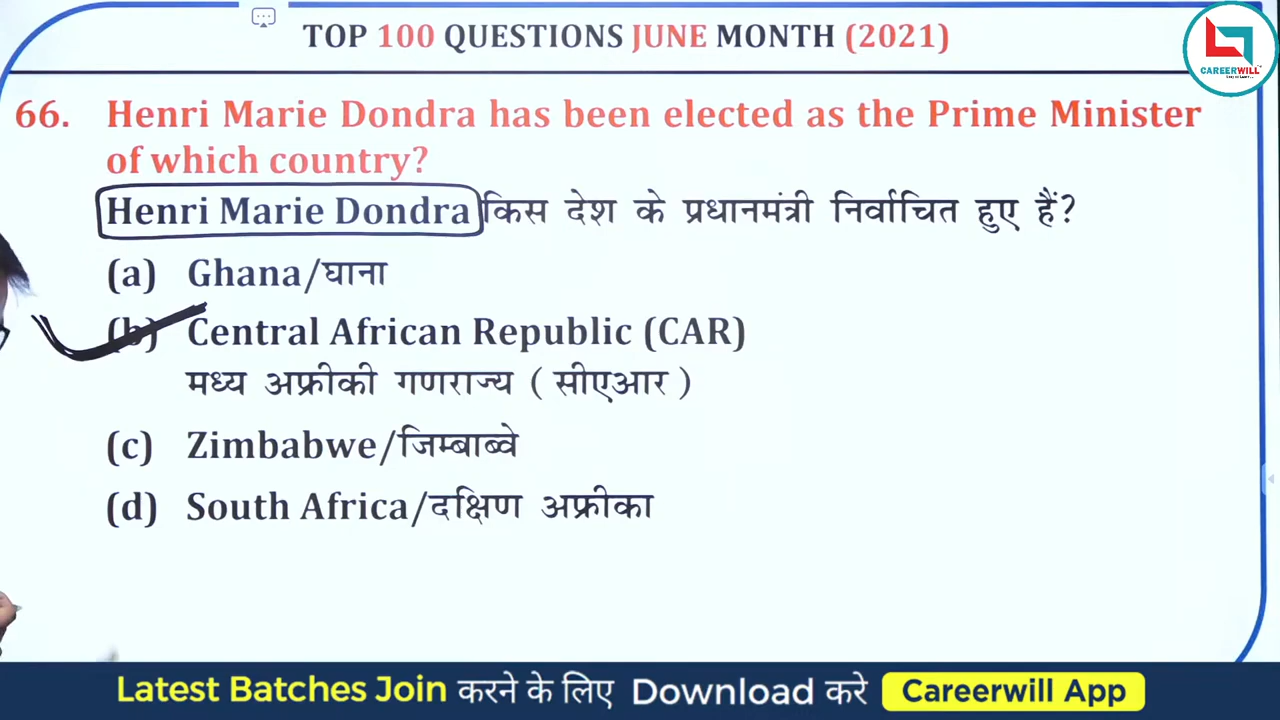 TOP 100 QUESTIONS JUNE MONTH (2021)
CAREERWILL
66. Henri Marie Dondra has been elected as the Prime Minister
of which country?
Henri Marie Dondra किस देश के प्रधानमंत्री निर्वाचित हुए हैं?
(a) Ghana/घाना
(b) Central African Republic (CAR)
मध्य अफ्रीकी गणराज्य (सीएआर)
(c) Zimbabwe/जिम्बाब्वे
(d) South Africa/दक्षिण अफ्रीका
Latest Batches Join करने के लिए Download करे Careerwill App